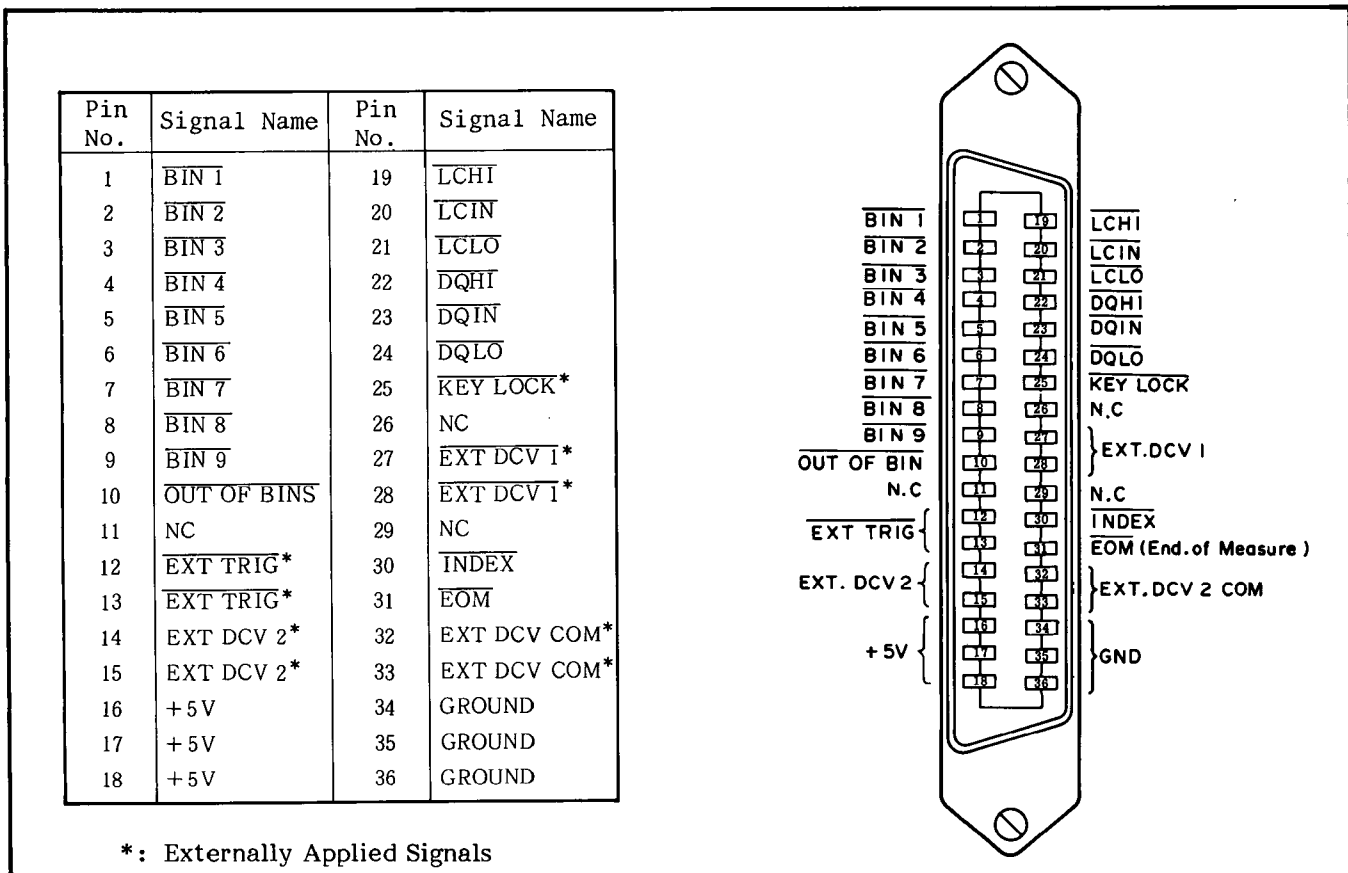 Pin No. Signal Name Pin No. Signal Name
1 BIN 1 19 LCHI
2 BIN 2 20 LCIN
3 BIN 3 21 LCLO
4 BIN 4 22 DQHI
5 BIN 5 23 DQIN
6 BIN 6 24 DQLO
7 BIN 7 25 KEY LOCK*
8 BIN 8 26 NC
9 BIN 9 27 EXT DCV 1*
10 OUT OF BINS 28 EXT DCV 1*
11 NC 29 NC
12 EXT TRIG* 30 INDEX
13 EXT TRIG* 31 EOM
14 EXT DCV 2* 32 EXT DCV COM*
15 EXT DCV 2* 33 EXT DCV COM*
16 +5V 34 GROUND
17 +5V 35 GROUND
18 +5V 36 GROUND
*: Externally Applied Signals
BIN 1 1 19 LCHI
BIN 2 2 20 LCIN
BIN 3 3 21 LCLO
BIN 4 4 22 DQHI
BIN 5 5 23 DQIN
BIN 6 6 24 DQLO
BIN 7 7 25 KEY LOCK
BIN 8 8 26 N.C
BIN 9 9 27
EXT.DCV 1
OUT OF BIN 10 28
N.C 11 29 N.C
12 30 INDEX
EXT TRIG
13 31 EOM (End.of Measure)
14 32
EXT. DCV 2 EXT.DCV 2 COM
15 33
16 34
+5V 17 35 GND
18 36